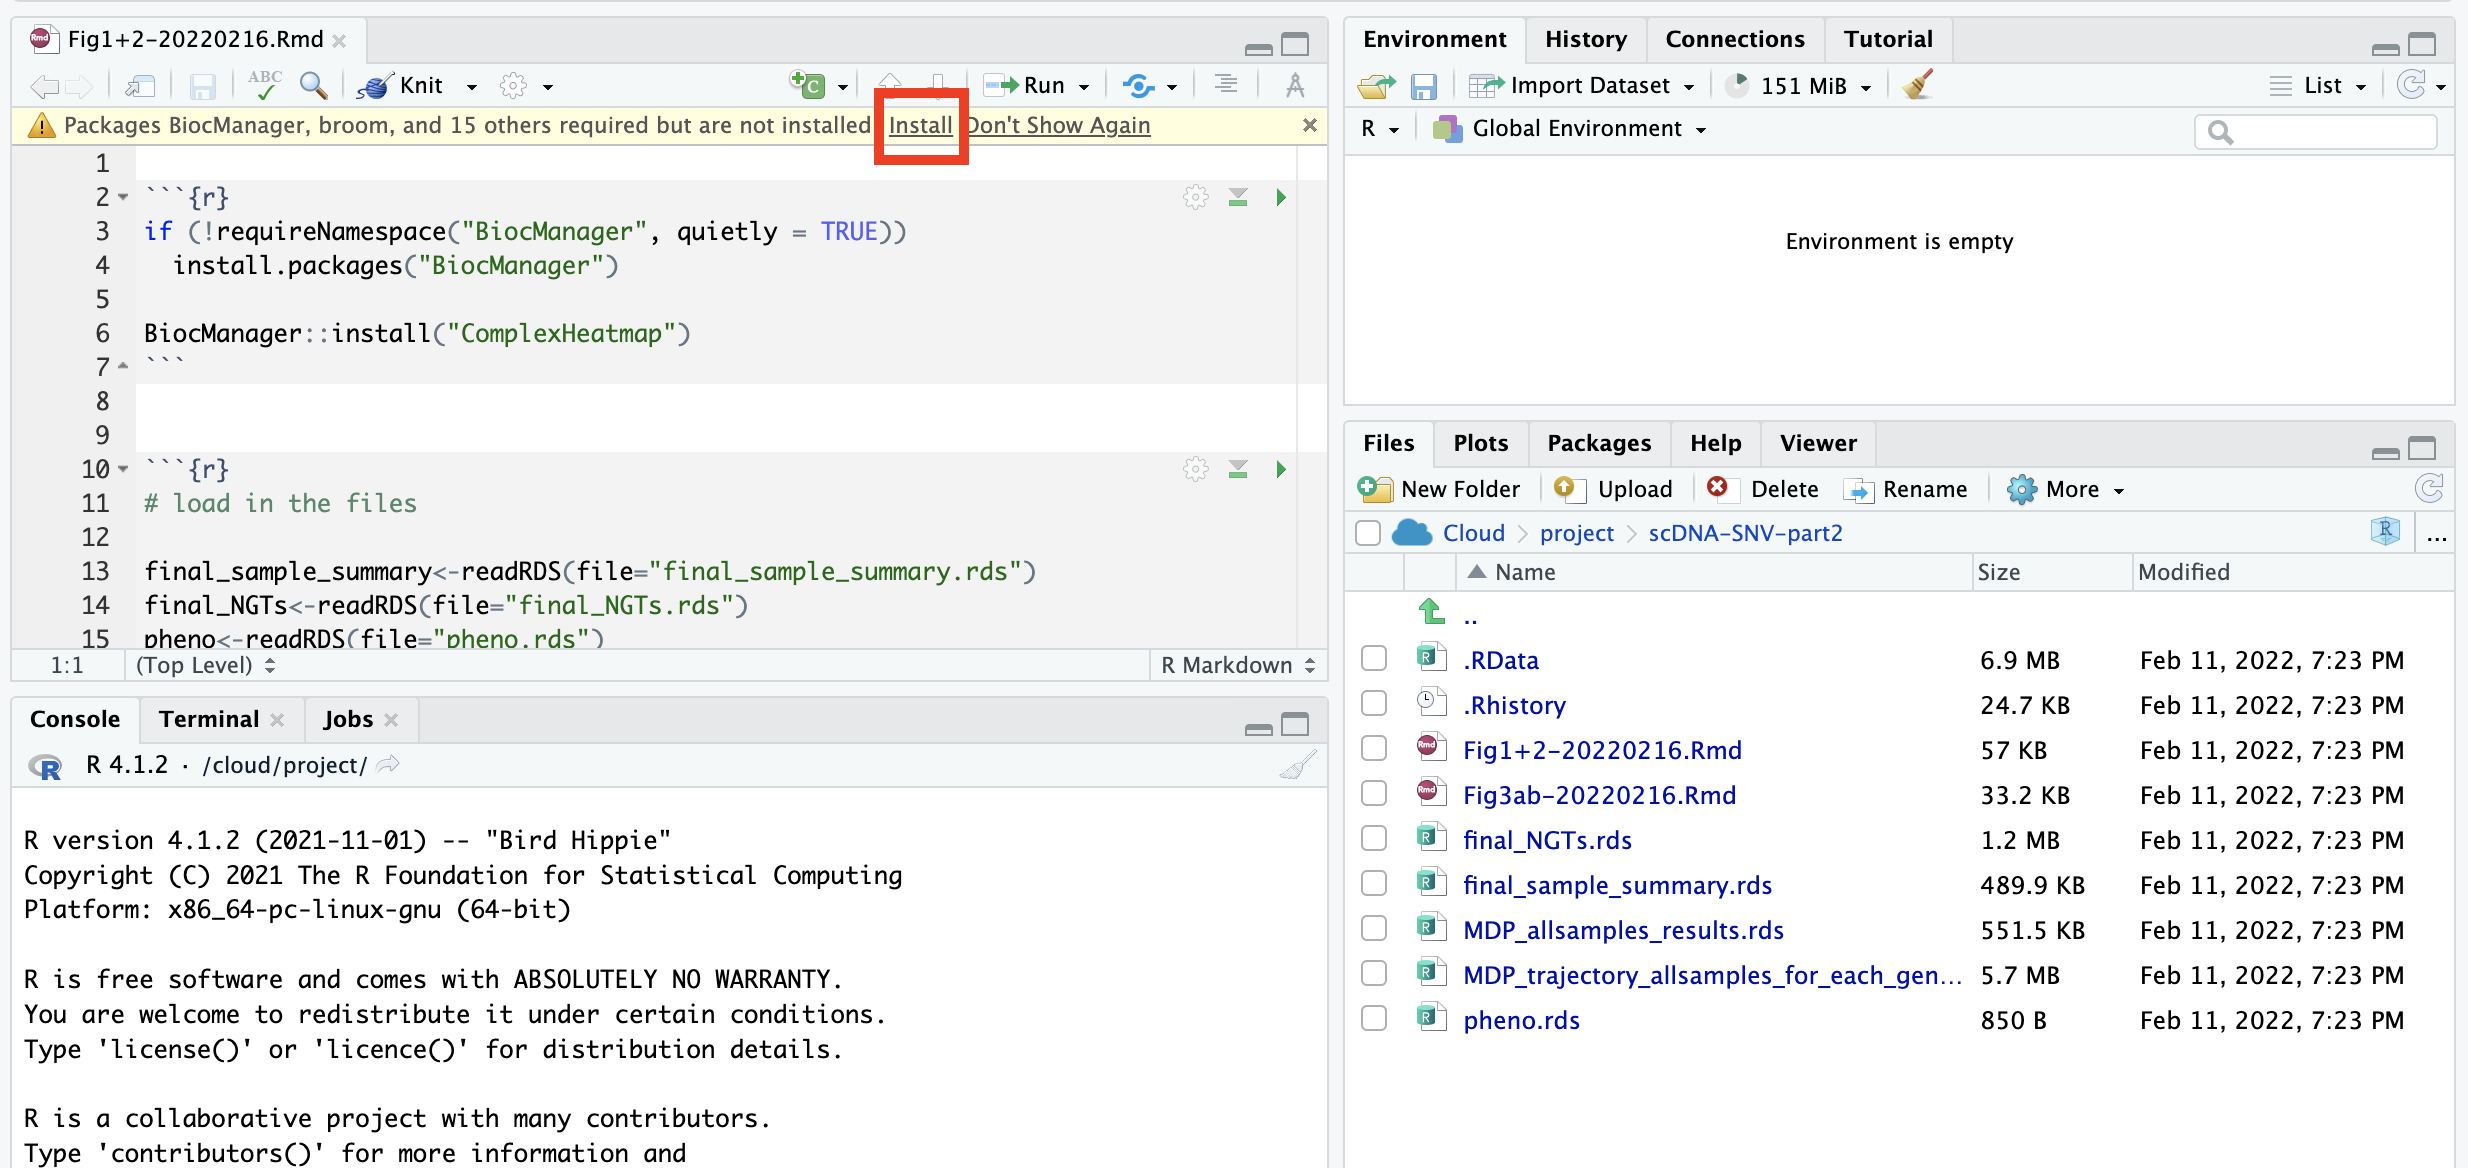 Fig1+2-20220216.Rmd
ABC
Knit
Run
Packages BiocManager, broom, and 15 others required but are not installed. Install Don't Show Again
1
2 ```{r}
3 if (!requireNamespace("BiocManager", quietly = TRUE))
4   install.packages("BiocManager")
5
6 BiocManager::install("ComplexHeatmap")
7 ```
8
9
10 ```{r}
11 # load in the files
12
13 final_sample_summary<-readRDS(file="final_sample_summary.rds")
14 final_NGTs<-readRDS(file="final_NGTs.rds")
15 pheno<-readRDS(file="pheno.rds")
1:1 (Top Level) R Markdown
Console Terminal Jobs
R 4.1.2 · /cloud/project/
R version 4.1.2 (2021-11-01) -- "Bird Hippie"
Copyright (C) 2021 The R Foundation for Statistical Computing
Platform: x86_64-pc-linux-gnu (64-bit)
R is free software and comes with ABSOLUTELY NO WARRANTY.
You are welcome to redistribute it under certain conditions.
Type 'license()' or 'licence()' for distribution details.
R is a collaborative project with many contributors.
Type 'contributors()' for more information and
Environment History Connections Tutorial
Import Dataset 151 MiB List
R Global Environment
Environment is empty
Files Plots Packages Help Viewer
New Folder Upload Delete Rename More
Cloud project scDNA-SNV-part2 ...
Name Size Modified
..
.RData 6.9 MB Feb 11, 2022, 7:23 PM
.Rhistory 24.7 KB Feb 11, 2022, 7:23 PM
Fig1+2-20220216.Rmd 57 KB Feb 11, 2022, 7:23 PM
Fig3ab-20220216.Rmd 33.2 KB Feb 11, 2022, 7:23 PM
final_NGTs.rds 1.2 MB Feb 11, 2022, 7:23 PM
final_sample_summary.rds 489.9 KB Feb 11, 2022, 7:23 PM
MDP_allsamples_results.rds 551.5 KB Feb 11, 2022, 7:23 PM
MDP_trajectory_allsamples_for_each_gen... 5.7 MB Feb 11, 2022, 7:23 PM
pheno.rds 850 B Feb 11, 2022, 7:23 PM